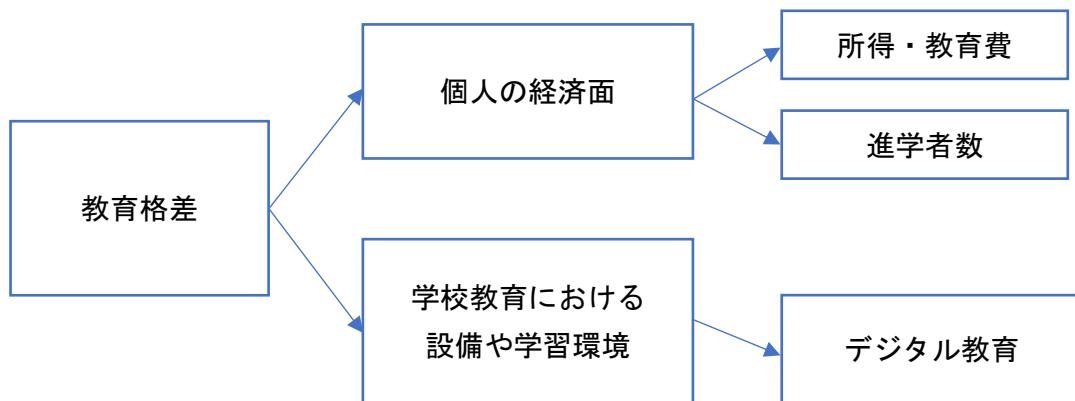 教育格差
個人の経済面
所得・教育費
進学者数
学校教育における
設備や学習環境
デジタル教育